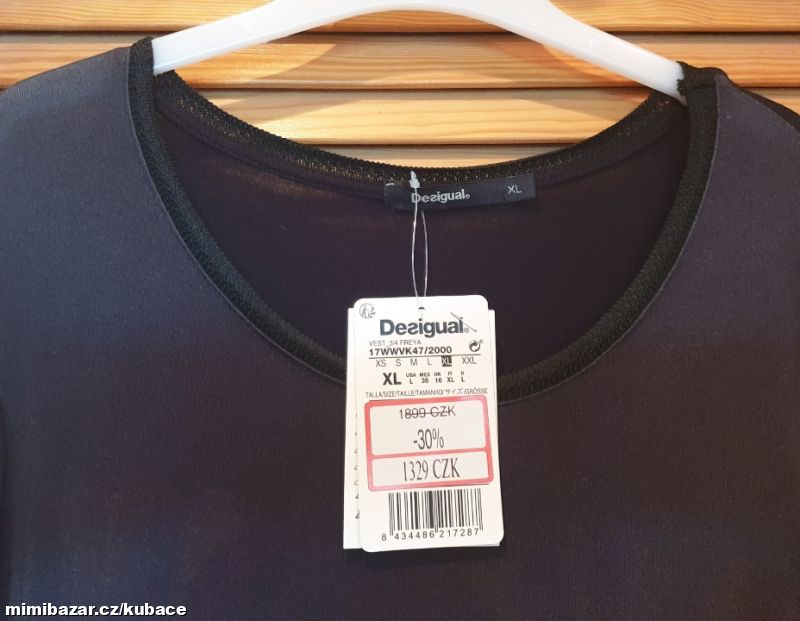 Desigual®
XL
Desigual®
VEST_3/4 FREYA
17WWVK47/2000
XS S M L XL XXL
XL USA L MEX 36 UK 16 IT XL D L
TALLA/SIZE/TAILLE/TAMANHO/サイズ/GRÖSSE
1899 CZK
-30%
1329 CZK
8 434486 217287
mimibazar.cz/kubace